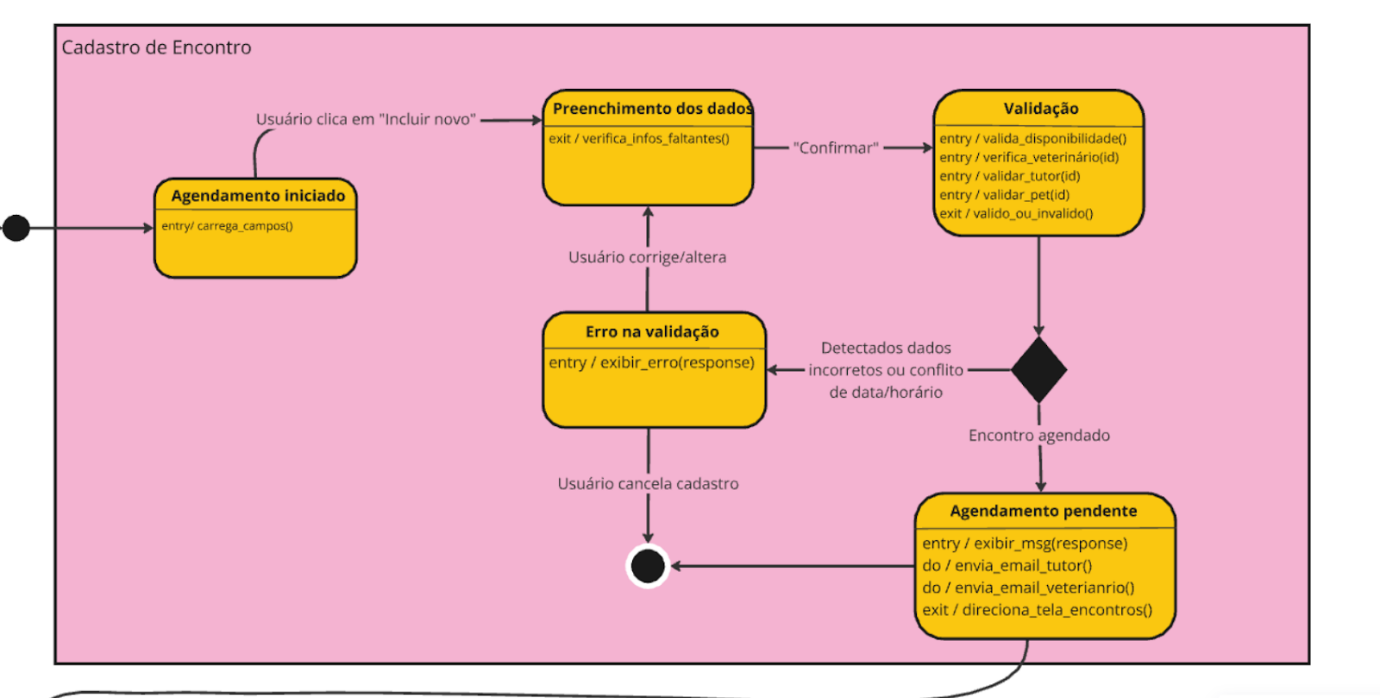 Cadastro de Encontro
Usuário clica em "Incluir novo"
Preenchimento dos dados
exit / verifica_infos_faltantes()
"Confirmar"
Validação
entry / valida_disponibilidade()
entry / verifica_veterinário(id)
entry / validar_tutor(id)
entry / validar_pet(id)
exit / valido_ou_invalido()
Agendamento iniciado
entry/ carrega_campos()
Usuário corrige/altera
Erro na validação
entry / exibir_erro(response)
Detectados dados
incorretos ou conflito
de data/horário
Encontro agendado
Usuário cancela cadastro
Agendamento pendente
entry / exibir_msg(response)
do / envia_email_tutor()
do / envia_email_veterianrio()
exit / direciona_tela_encontros()